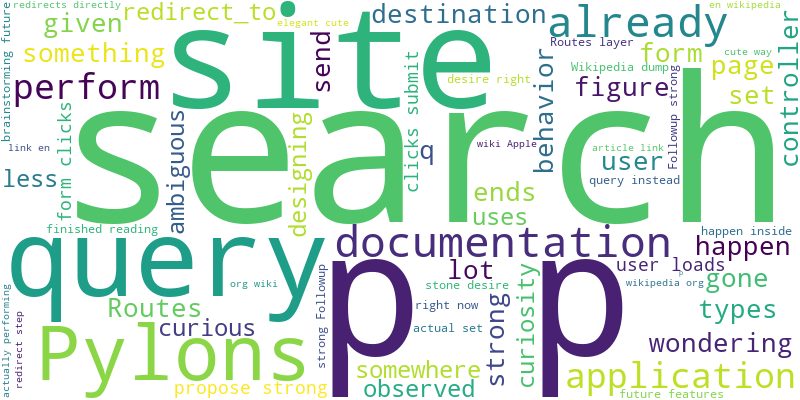 redirects directly
redirect_to
elegant cute
destination
already
en wikipedia
given
something
site
send
Routes layer
form
cute way
controller
brainstorming future
perform
desire right
Wikipedia dump
page
behavior
figure
set
search
form clicks
ambiguous
designing
clicks submit
link en
q
wiki Apple
article link
Followup strong
user
less
ends
query instead
uses
finished reading
query
documentation
happen inside
happen
org wiki
p p
lot
user loads
gone
stone desire
wikipedia org
Routes
strong Followup
right now
strong
curiosity
types
actually performing
redirect step
Pylons
curious
actual set
wondering
somewhere
application
propose strong
observed
future features
p